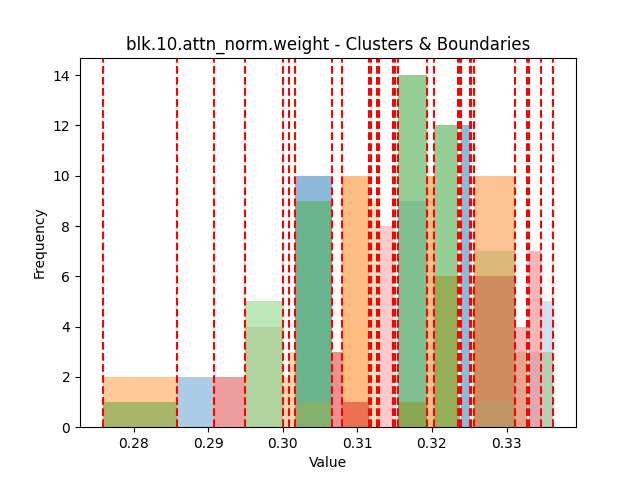 blk.10.attn_norm.weight - Clusters & Boundaries
14
12
10
8
6
4
2
0
Frequency
0.28 0.29 0.30 0.31 0.32 0.33
Value